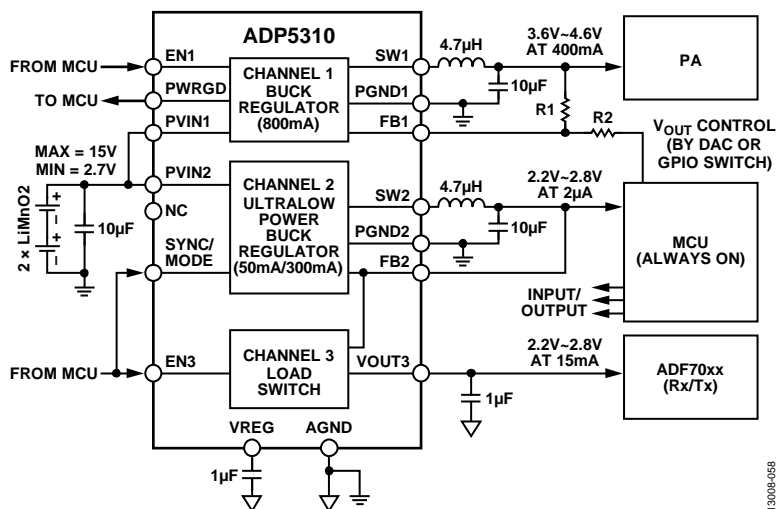 ADP5310
FROM MCU
EN1
TO MCU
PWRGD
PVIN1
CHANNEL 1
BUCK
REGULATOR
(800mA)
SW1
PGND1
FB1
4.7µH
10µF
3.6V~4.6V
AT 400mA
R1
R2
PA
VOUT CONTROL
(BY DAC OR
GPIO SWITCH)
MAX = 15V
MIN = 2.7V
2 × LiMnO2
+
–
+
–
10µF
PVIN2
NC
SYNC/
MODE
CHANNEL 2
ULTRALOW
POWER
BUCK
REGULATOR
(50mA/300mA)
SW2
PGND2
FB2
4.7µH
10µF
2.2V~2.8V
AT 2µA
MCU
(ALWAYS ON)
INPUT/
OUTPUT
FROM MCU
EN3
CHANNEL 3
LOAD
SWITCH
VOUT3
2.2V~2.8V
AT 15mA
1µF
ADF70xx
(Rx/Tx)
VREG
AGND
1µF
13008-058